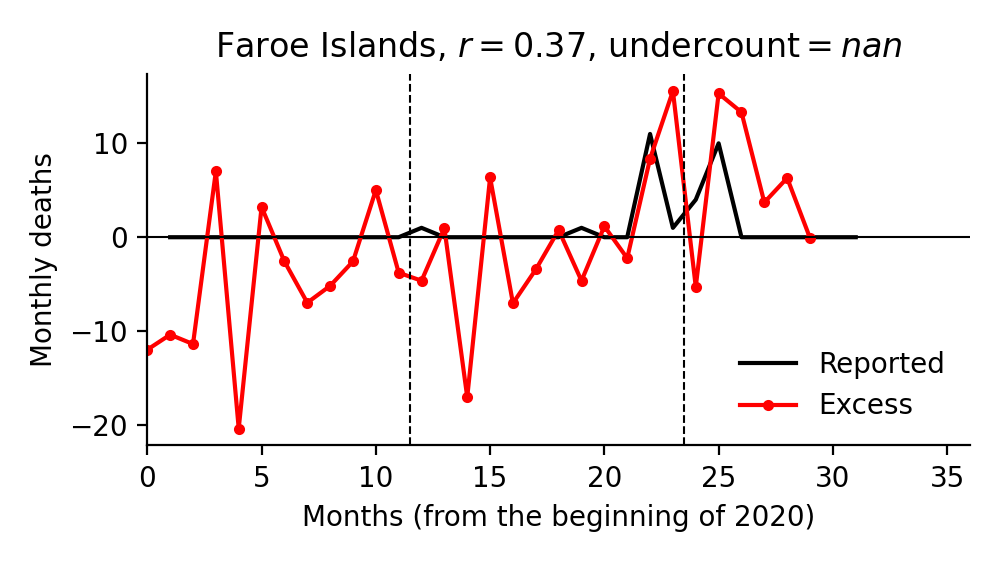 Faroe Islands, r = 0.37, undercount = nan
Monthly deaths
10
0
−10
−20
Reported
Excess
0 5 10 15 20 25 30 35
Months (from the beginning of 2020)